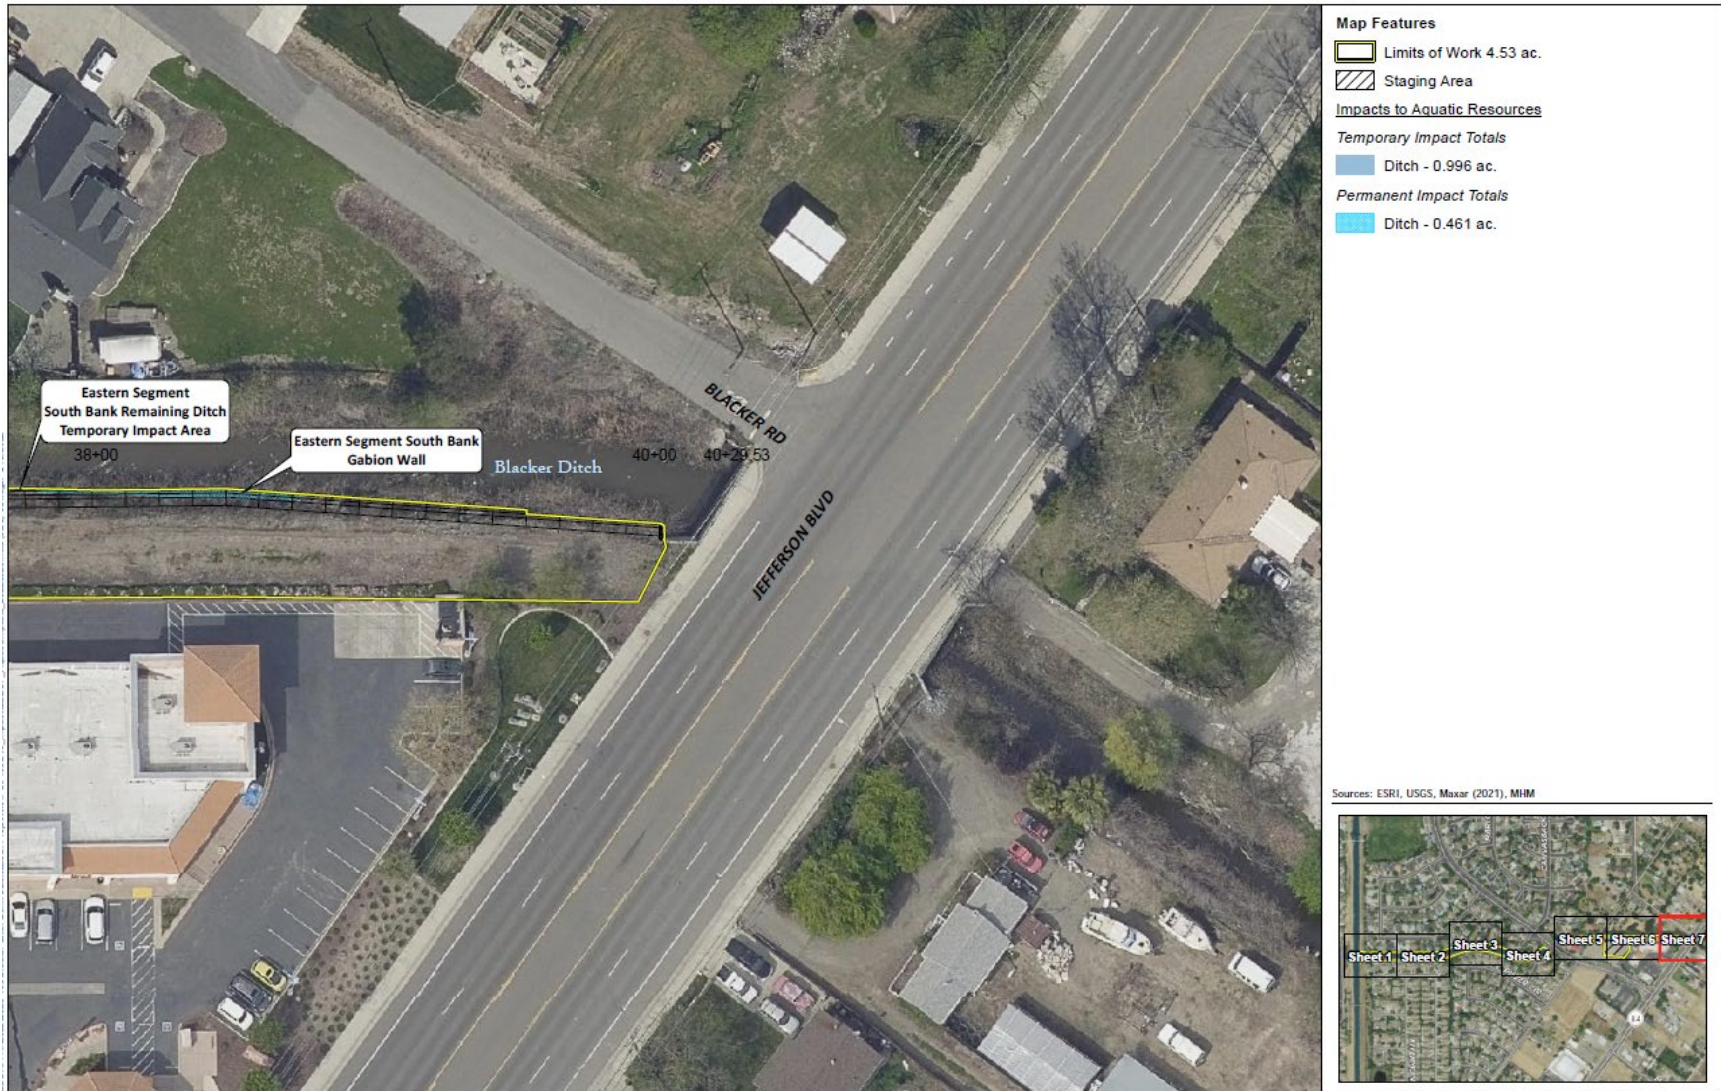 Map Features
Limits of Work 4.53 ac.
Staging Area
Impacts to Aquatic Resources
Temporary Impact Totals
Ditch - 0.996 ac.
Permanent Impact Totals
Ditch - 0.461 ac.
Eastern Segment
South Bank Remaining Ditch
Temporary Impact Area
Eastern Segment South Bank
Gabion Wall
38+00
Blacker Ditch
40+00
40+29.53
BLACKER RD
JEFFERSON BLVD
Sources: ESRI, USGS, Maxar (2021), MHM
CANVASBACK
Sheet 1
Sheet 2
Sheet 3
Sheet 4
Sheet 5
Sheet 6
Sheet 7